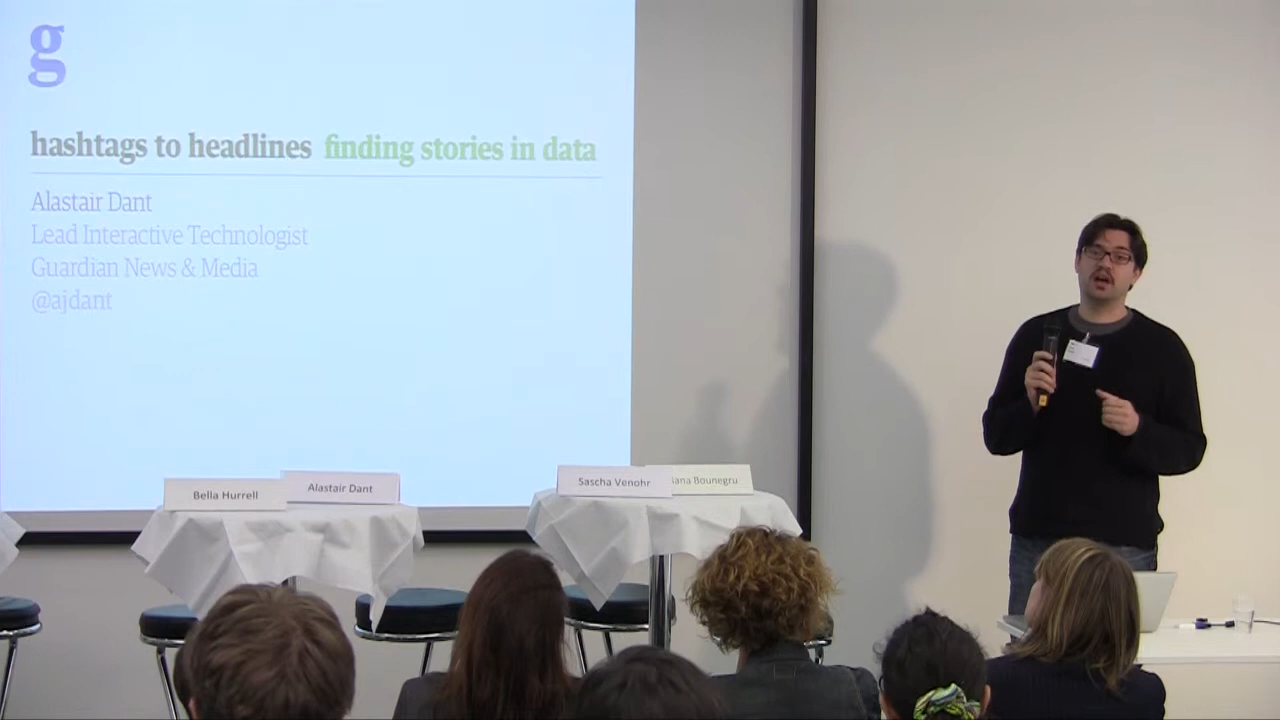 g
hashtags to headlines finding stories in data
Alastair Dant
Lead Interactive Technologist
Guardian News & Media
@ajdant
Bella Hurrell
Alastair Dant
Sascha Venohr
Bounegru